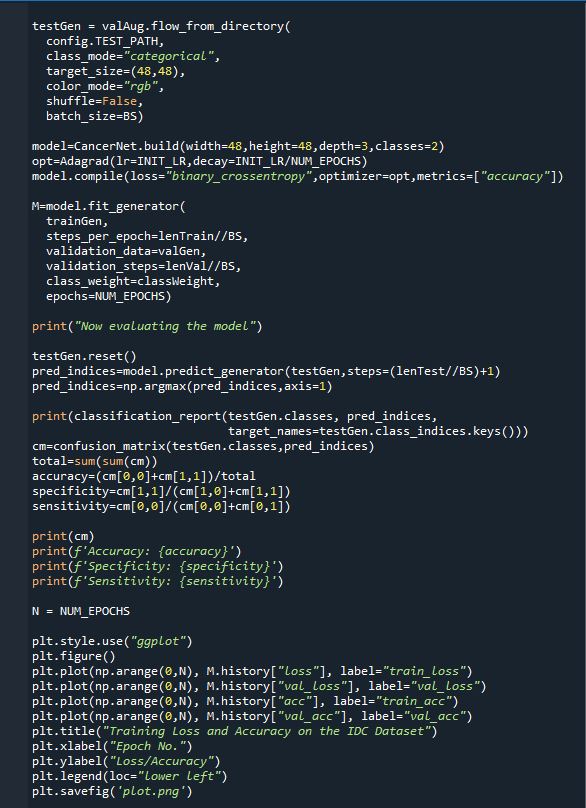 testGen = valAug.flow_from_directory(
  config.TEST_PATH,
  class_mode="categorical",
  target_size=(48,48),
  color_mode="rgb",
  shuffle=False,
  batch_size=BS)

model=CancerNet.build(width=48,height=48,depth=3,classes=2)
opt=Adagrad(lr=INIT_LR,decay=INIT_LR/NUM_EPOCHS)
model.compile(loss="binary_crossentropy",optimizer=opt,metrics=["accuracy"])

M=model.fit_generator(
  trainGen,
  steps_per_epoch=lenTrain//BS,
  validation_data=valGen,
  validation_steps=lenVal//BS,
  class_weight=classWeight,
  epochs=NUM_EPOCHS)

print("Now evaluating the model")

testGen.reset()
pred_indices=model.predict_generator(testGen,steps=(lenTest//BS)+1)
pred_indices=np.argmax(pred_indices,axis=1)

print(classification_report(testGen.classes, pred_indices,
                            target_names=testGen.class_indices.keys()))
cm=confusion_matrix(testGen.classes,pred_indices)
total=sum(sum(cm))
accuracy=(cm[0,0]+cm[1,1])/total
specificity=cm[1,1]/(cm[1,0]+cm[1,1])
sensitivity=cm[0,0]/(cm[0,0]+cm[0,1])

print(cm)
print(f'Accuracy: {accuracy}')
print(f'Specificity: {specificity}')
print(f'Sensitivity: {sensitivity}')

N = NUM_EPOCHS

plt.style.use("ggplot")
plt.figure()
plt.plot(np.arange(0,N), M.history["loss"], label="train_loss")
plt.plot(np.arange(0,N), M.history["val_loss"], label="val_loss")
plt.plot(np.arange(0,N), M.history["acc"], label="train_acc")
plt.plot(np.arange(0,N), M.history["val_acc"], label="val_acc")
plt.title("Training Loss and Accuracy on the IDC Dataset")
plt.xlabel("Epoch No.")
plt.ylabel("Loss/Accuracy")
plt.legend(loc="lower left")
plt.savefig('plot.png')